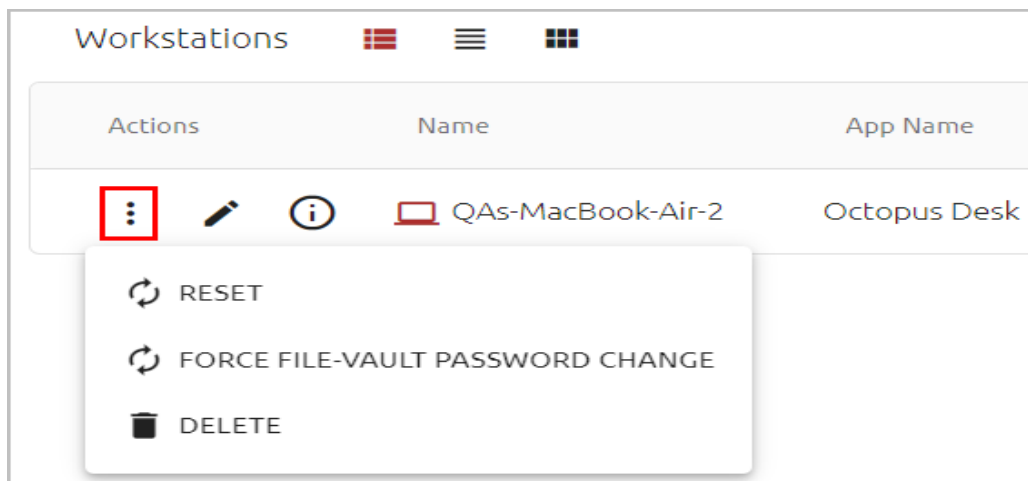 Workstations
Actions Name App Name
QAs-MacBook-Air-2 Octopus Desk
RESET
FORCE FILE-VAULT PASSWORD CHANGE
DELETE